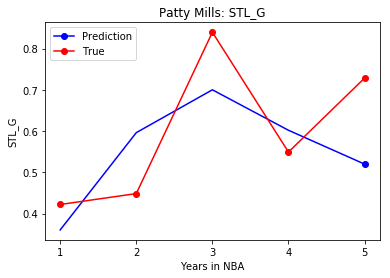 Patty Mills: STL_G
Prediction
True
0.8
0.7
0.6
0.5
0.4
STL_G
1 2 3 4 5
Years in NBA